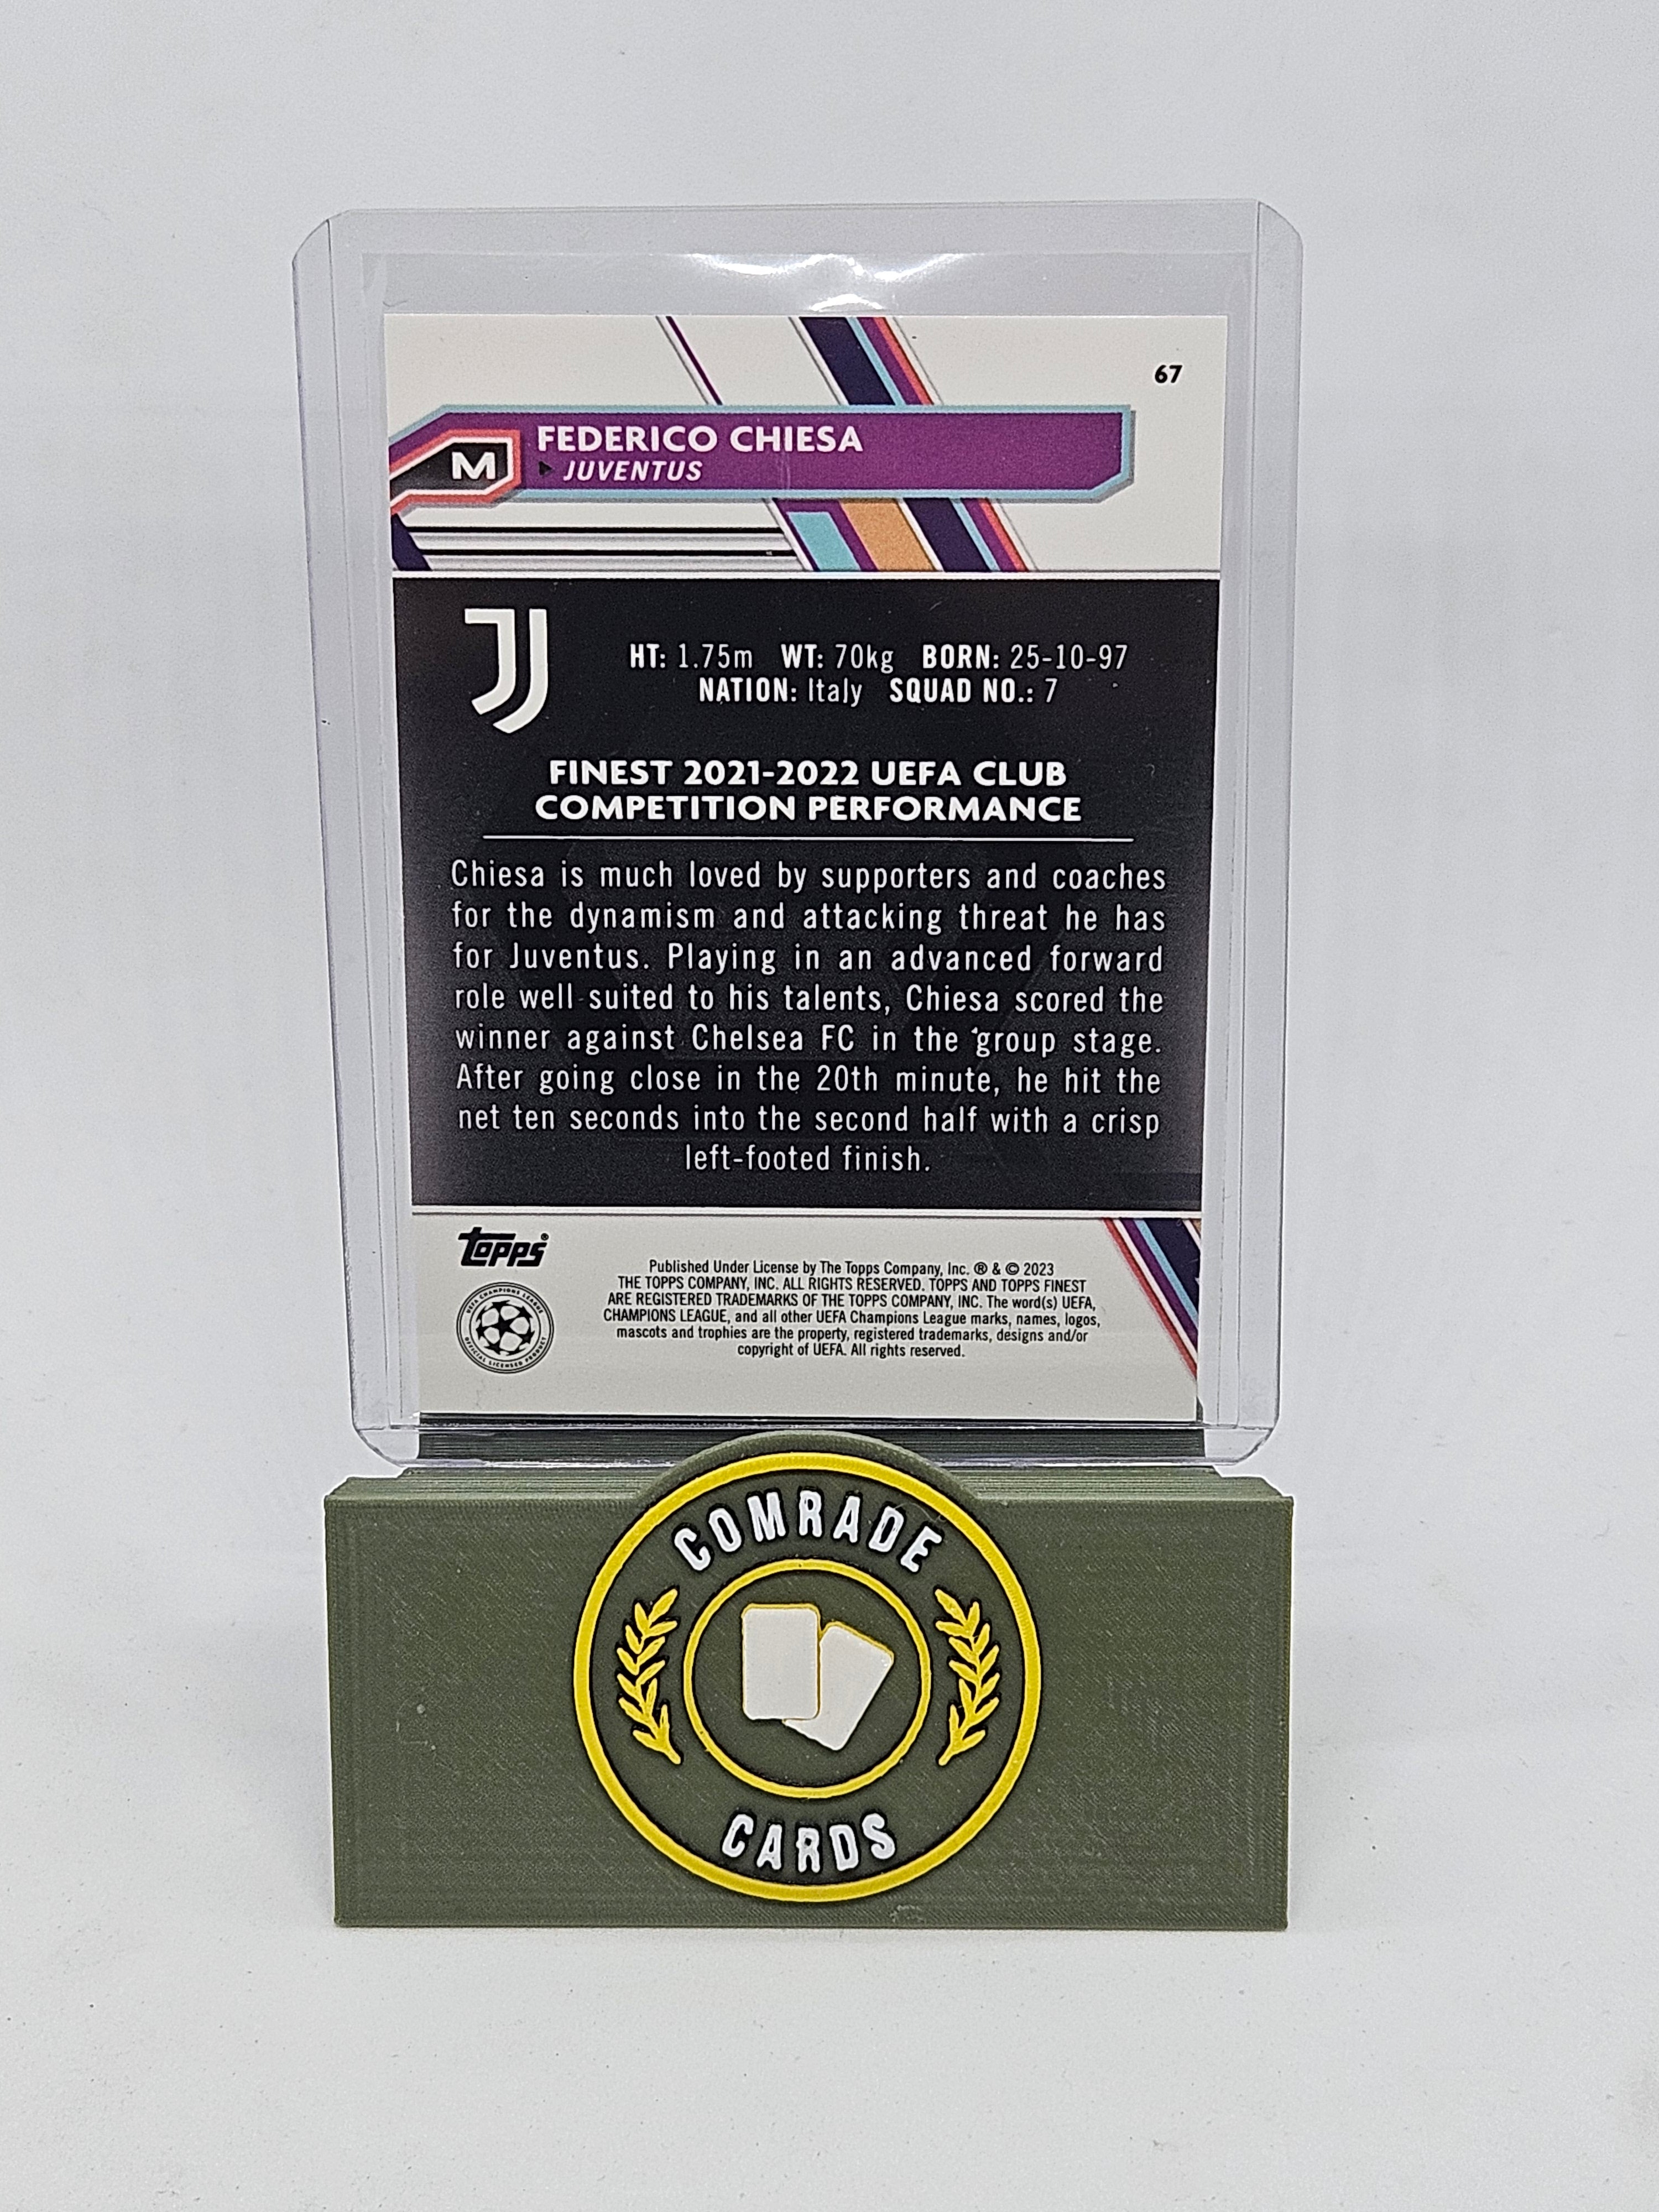 67
M
FEDERICO CHIESA
JUVENTUS
HT: 1.75m WT: 70kg BORN: 25-10-97
NATION: Italy SQUAD NO.: 7
FINEST 2021-2022 UEFA CLUB
COMPETITION PERFORMANCE
Chiesa is much loved by supporters and coaches
for the dynamism and attacking threat he has
for Juventus. Playing in an advanced forward
role well suited to his talents, Chiesa scored the
winner against Chelsea FC in the group stage.
After going close in the 20th minute, he hit the
net ten seconds into the second half with a crisp
left-footed finish.
topps®
UEFA CHAMPIONS LEAGUE
OFFICIAL LICENSED PRODUCT
Published Under License by The Topps Company, Inc. ® & © 2023
THE TOPPS COMPANY, INC. ALL RIGHTS RESERVED. TOPPS AND TOPPS FINEST
ARE REGISTERED TRADEMARKS OF THE TOPPS COMPANY, INC. The word(s) UEFA,
CHAMPIONS LEAGUE, and all other UEFA Champions League marks, names, logos,
mascots and trophies are the property, registered trademarks, designs and/or
copyright of UEFA. All rights reserved.
COMRADE
CARDS